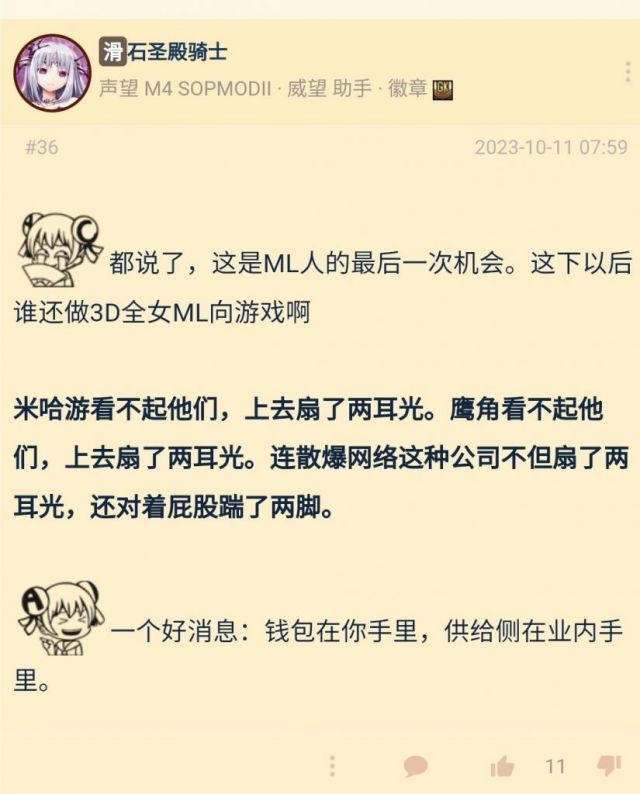 滑石圣殿骑士
声望 M4 SOPMODII · 威望 助手 · 徽章
#36
2023-10-11 07:59
都说了，这是ML人的最后一次机会。这下以后
谁还做3D全女ML向游戏啊
米哈游看不起他们，上去扇了两耳光。鹰角看不起他
们，上去扇了两耳光。连散爆网络这种公司不但扇了两
耳光，还对着屁股踹了两脚。
一个好消息：钱包在你手里，供给侧在业内手
里。
11